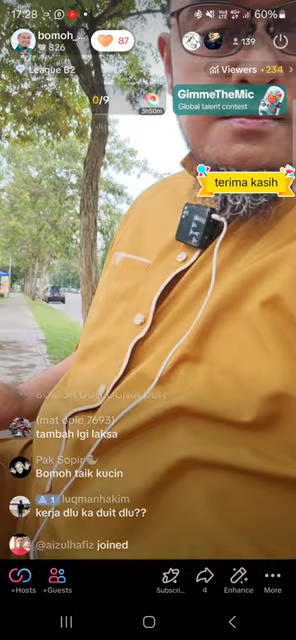 17:28
60%
bomoh_...
826
87
139
League B2
Viewers +234 >
0/9
3h50m
GimmeTheMic
Global talent contest
terima kasih
(mat opie 7693)
tambah lgi laksa
Pak Sopir
Bomoh taik kucin
1 luqmanhakim
kerja dlu ka duit dlu??
@aizulhafiz joined
+Hosts
+Guests
Subscri...
4
Enhance
More